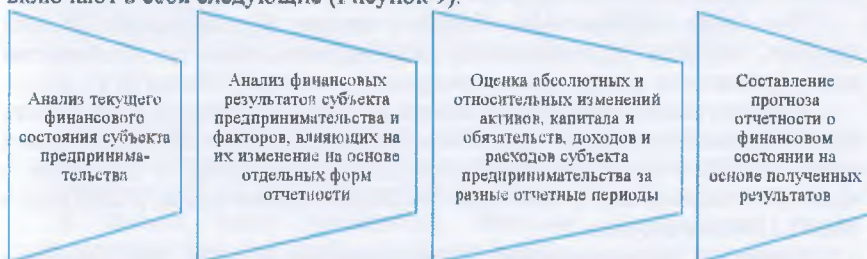 включают в себя следующие (Рисунок 9).
Анализ текущего
финансового
состояния субъекта
предпринима-
тельства
Анализ финансовых
результатов субъекта
предпринимательства и
факторов, влияющих на
их изменение на основе
отдельных форм
отчетности
Оценка абсолютных и
относительных изменений
активов, капитала и
обязательств, доходов и
расходов субъекта
предпринимательства за
разные отчетные периоды
Составление
прогноза
отчетности о
финансовом
состоянии на
основе полученных
результатов